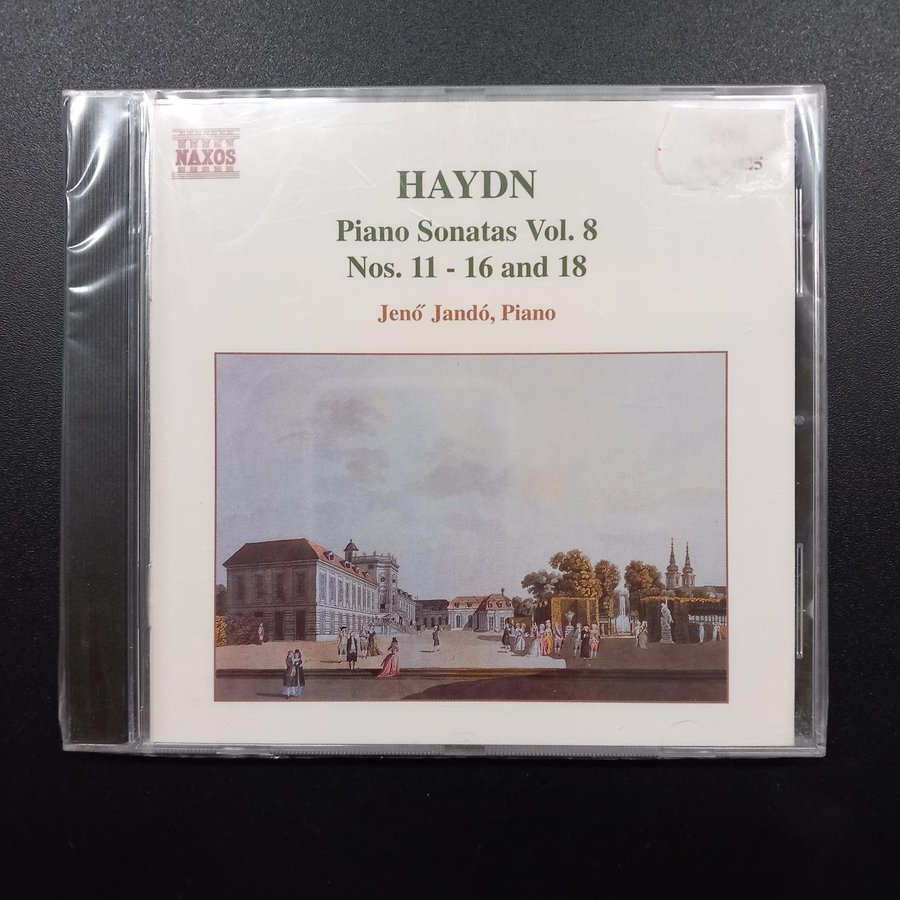 NAXOS
HAYDN
Piano Sonatas Vol. 8
Nos. 11 - 16 and 18
Jenő Jandó, Piano